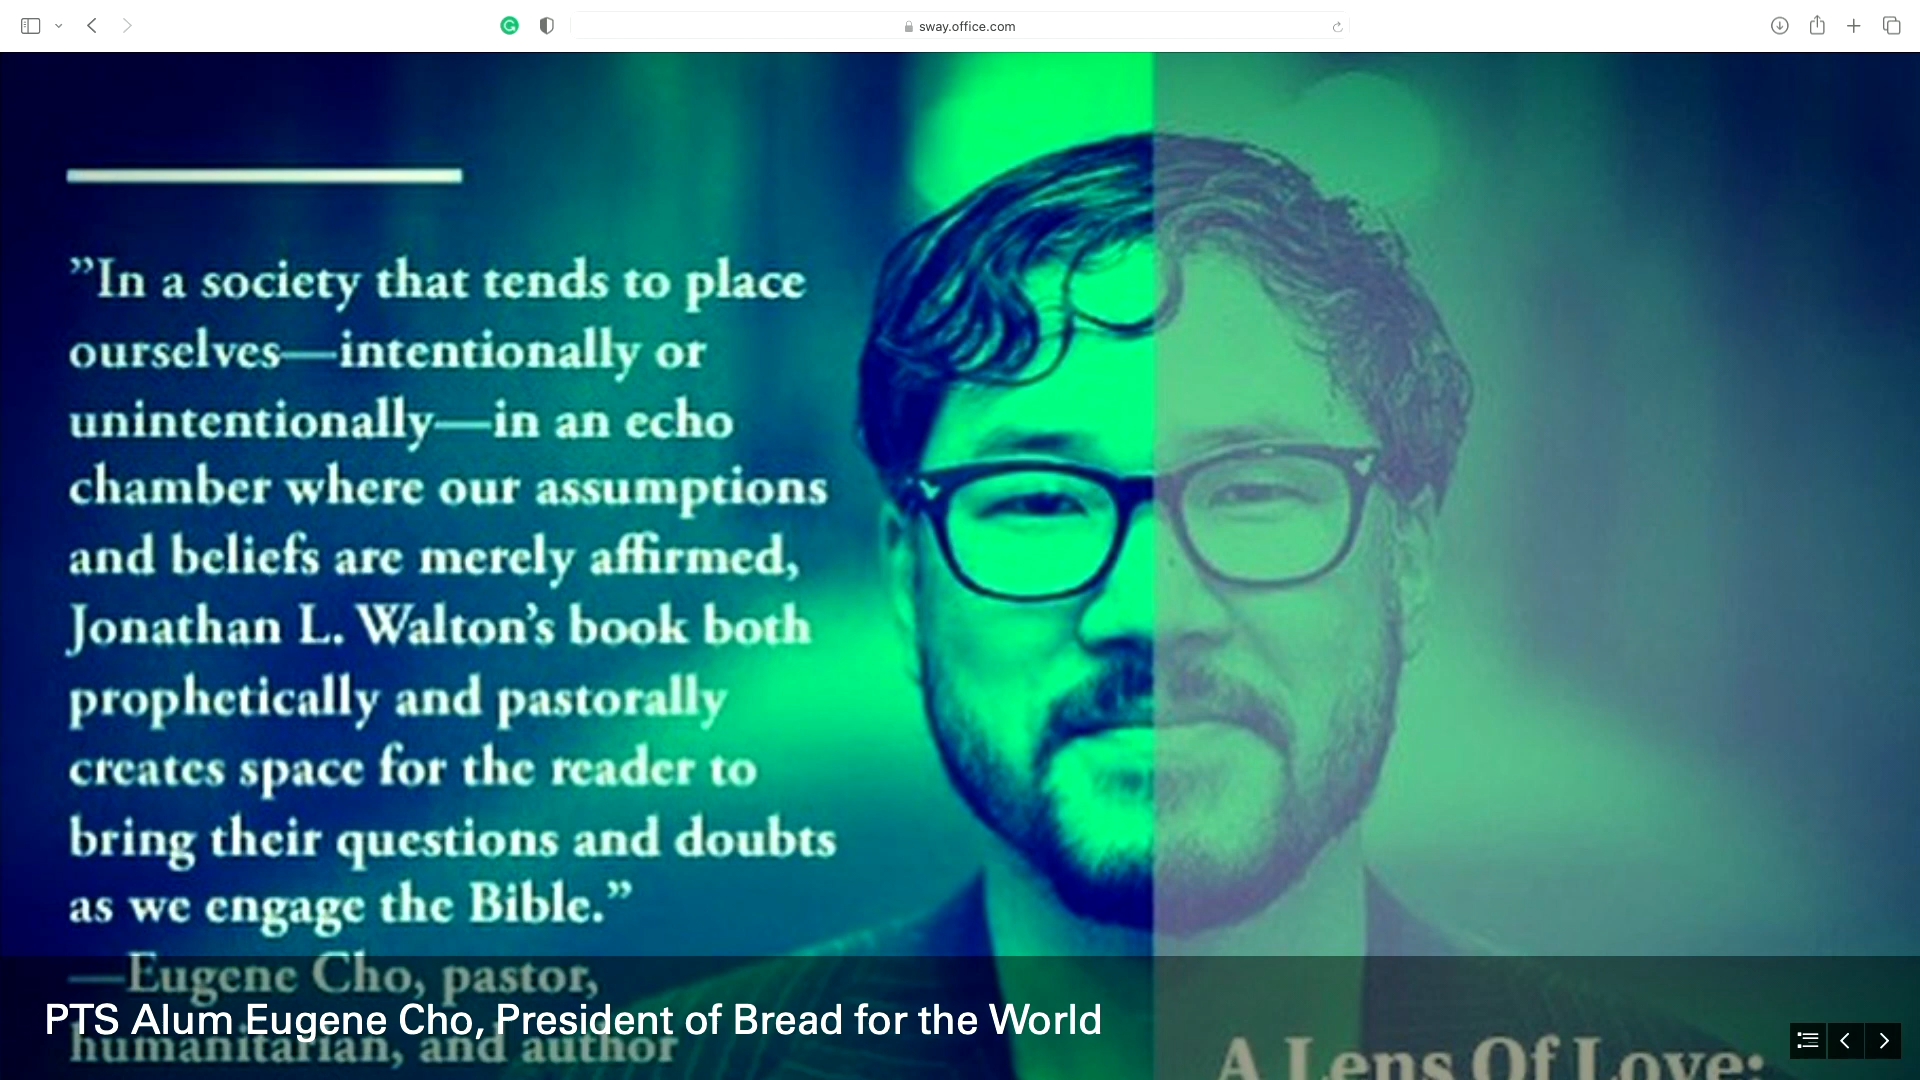 sway.office.com
”In a society that tends to place
ourselves—intentionally or
unintentionally—in an echo
chamber where our assumptions
and beliefs are merely affirmed,
Jonathan L. Walton’s book both
prophetically and pastorally
creates space for the reader to
bring their questions and doubts
as we engage the Bible.”
—Eugene Cho, pastor,
humanitarian, and author
PTS Alum Eugene Cho, President of Bread for the World
A Lens Of Love: